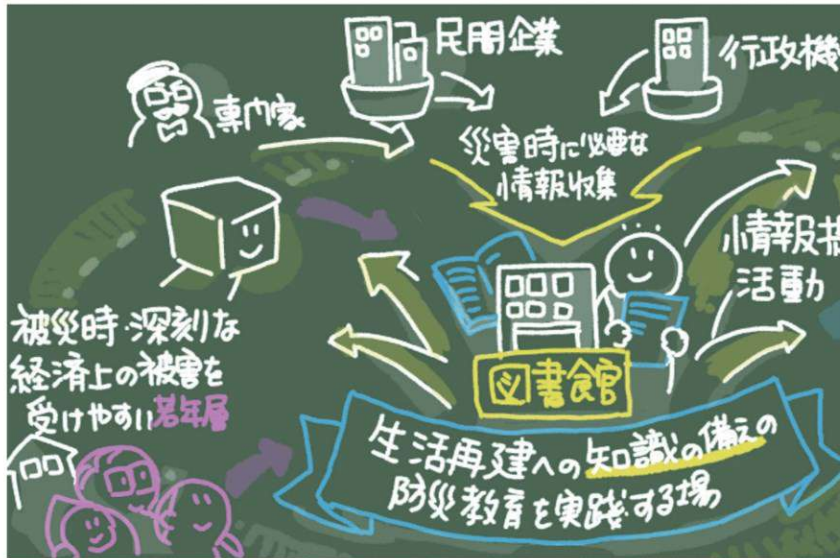 民間企業
行政機
専門家
災害時に必要な
情報収集
情報提
活動
被災時 深刻な
経済上の被害を
受けやすい若年層
図書館
生活再建への知識の備えの
防災教育を実践する場